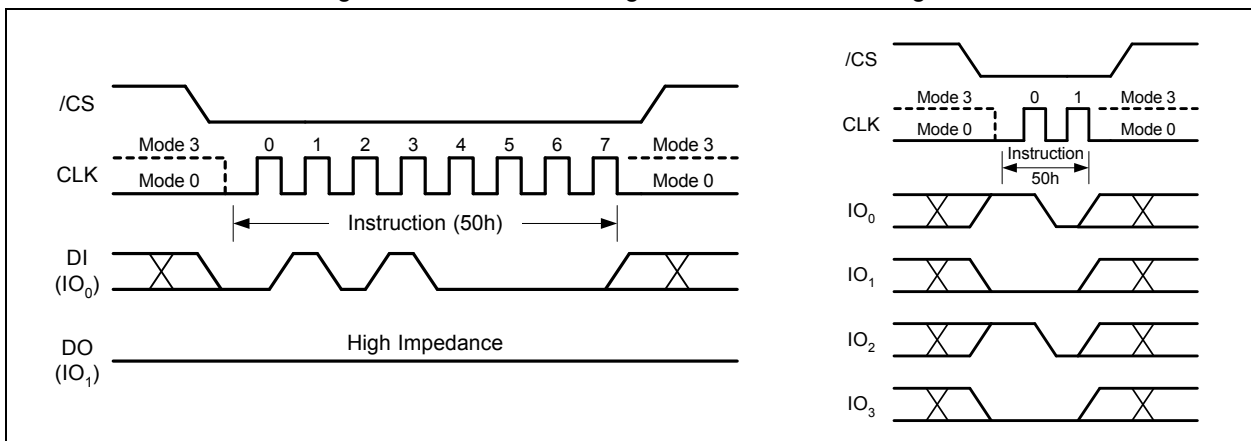 /CS
Mode 3
0 1 2 3 4 5 6 7
Mode 3
CLK
Mode 0
Mode 0
Instruction (50h)
DI
(IO0)
DO
(IO1)
High Impedance
/CS
Mode 3
0 1
Mode 3
CLK
Mode 0
Mode 0
Instruction
50h
IO0
IO1
IO2
IO3